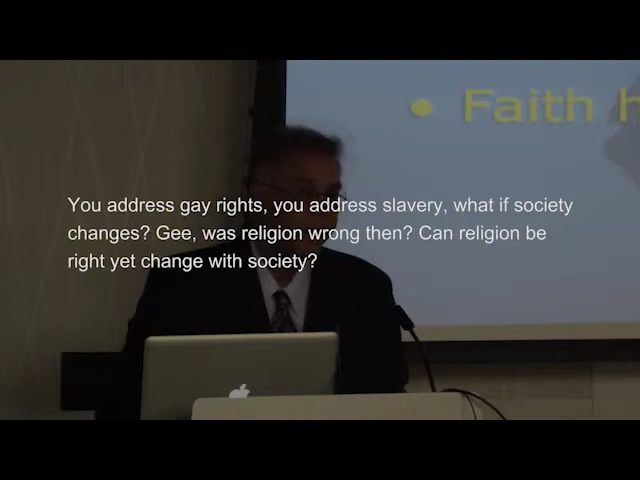 • Faith h
You address gay rights, you address slavery, what if society
changes? Gee, was religion wrong then? Can religion be
right yet change with society?